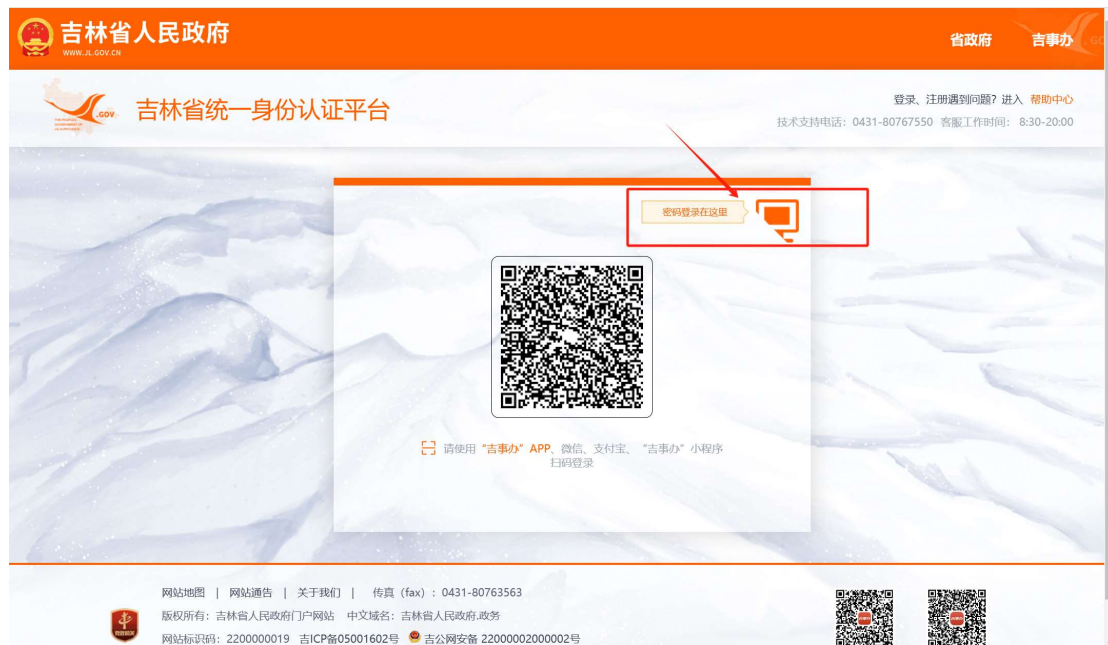 吉林省人民政府
WWW.JL.GOV.CN
省政府 吉事办
.GOV
吉林省统一身份认证平台
登录、注册遇到问题? 进入 帮助中心
技术支持电话: 0431-80767550 客服工作时间: 8:30-20:00
密码登录在这里
请使用 “吉事办” APP、微信、支付宝、 “吉事办” 小程序
扫码登录
网站地图 | 网站通告 | 关于我们 | 传真 (fax) : 0431-80763563
版权所有: 吉林省人民政府门户网站 中文域名: 吉林省人民政府.政务
网站标识码: 2200000019 吉ICP备05001602号 吉公网安备 22000002000002号